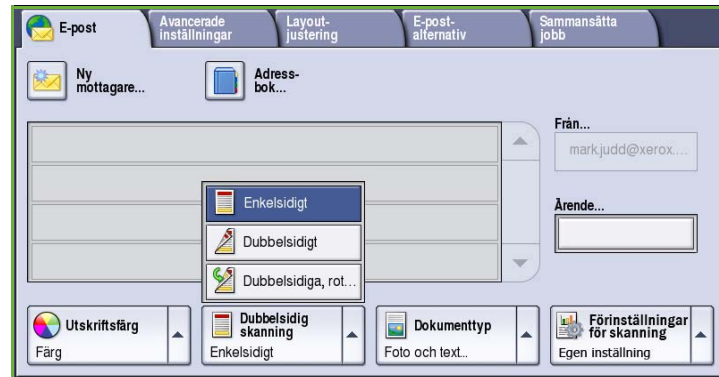 E-post
Avancerade
inställningar
Layout-
justering
E-post-
alternativ
Sammansätta
jobb
Ny
mottagare...
Adress-
bok...
Från...
mark.judd@xerox....
Ärende...
Enkelsidigt
Dubbelsidigt
Dubbelsidiga, rot...
Utskriftsfärg
Färg
Dubbelsidig
skanning
Enkelsidigt
Dokumenttyp
Foto och text...
Förinställningar
för skanning
Egen inställning